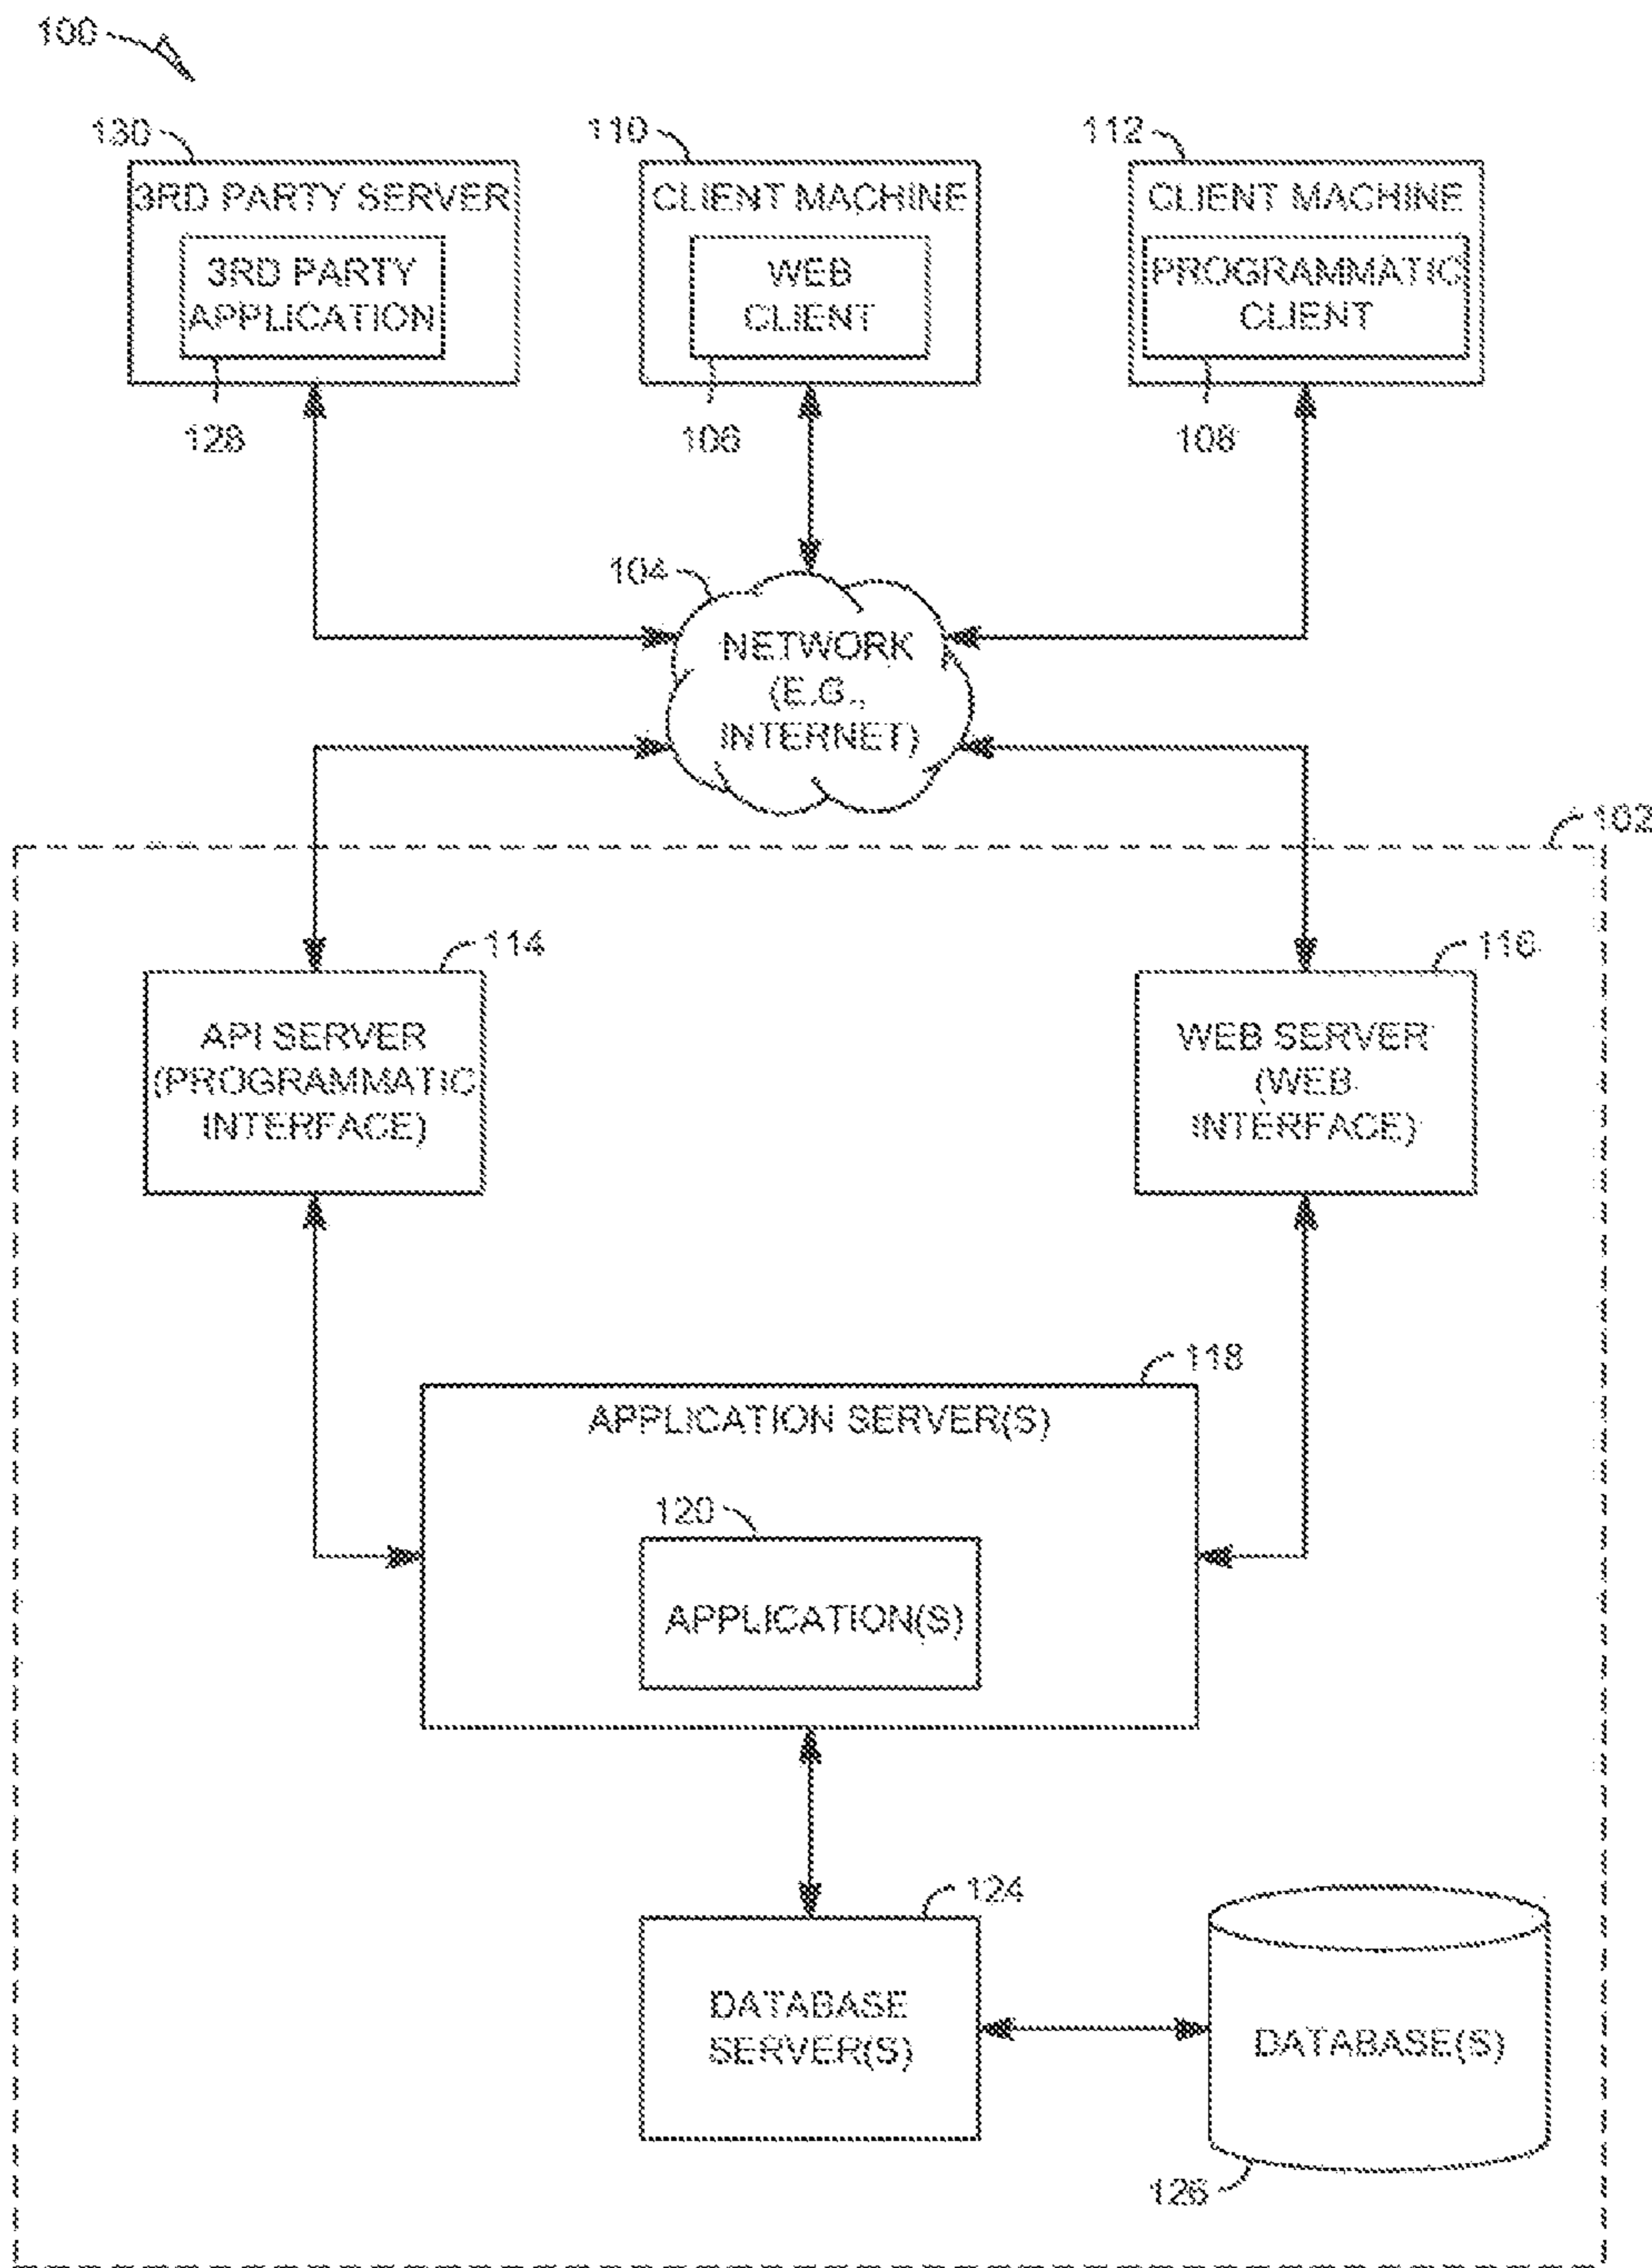 100
130
110
112
3RD PARTY SERVER
CLIENT MACHINE
CLIENT MACHINE
3RD PARTY
APPLICATION
WEB
CLIENT
PROGRAMMATIC
CLIENT
128
106
108
104
NETWORK
(E.G.,
INTERNET)
102
114
116
API SERVER
(PROGRAMMATIC
INTERFACE)
WEB SERVER
(WEB
INTERFACE)
118
APPLICATION SERVER(S)
120
APPLICATION(S)
124
DATABASE
SERVER(S)
DATABASE(S)
126